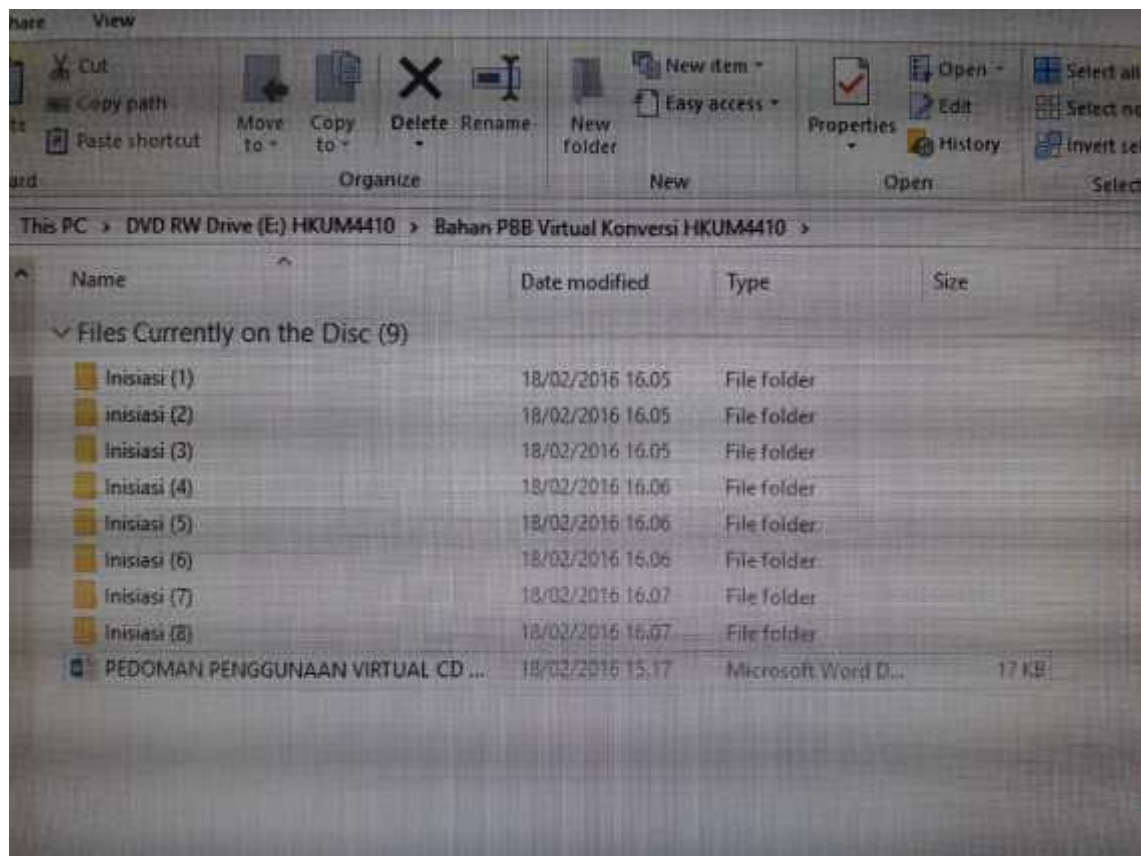 View
Cut
Copy path
Paste shortcut
Move to
Copy to
Delete
Rename
New folder
New item
Easy access
Properties
Open
Edit
History
Select all
Select
Invert
Organize
New
Open
Select
This PC > DVD RW Drive (E:) HKUM4410 > Bahan PBB Virtual Konversi HKUM4410 >
Name Date modified Type Size
Files Currently on the Disc (9)
Inisiasi (1) 18/02/2016 16.05 File folder
inisiasi (2) 18/02/2016 16.05 File folder
Inisiasi (3) 18/02/2016 16.05 File folder
Inisiasi (4) 18/02/2016 16.06 File folder
Inisiasi (5) 18/02/2016 16.06 File folder
Inisiasi (6) 18/02/2016 16.06 File folder
Inisiasi (7) 18/02/2016 16.07 File folder
Inisiasi (8) 18/02/2016 16.07 File folder
PEDOMAN PENGGUNAAN VIRTUAL CD ... 18/02/2016 15.17 Microsoft Word D... 17 KB